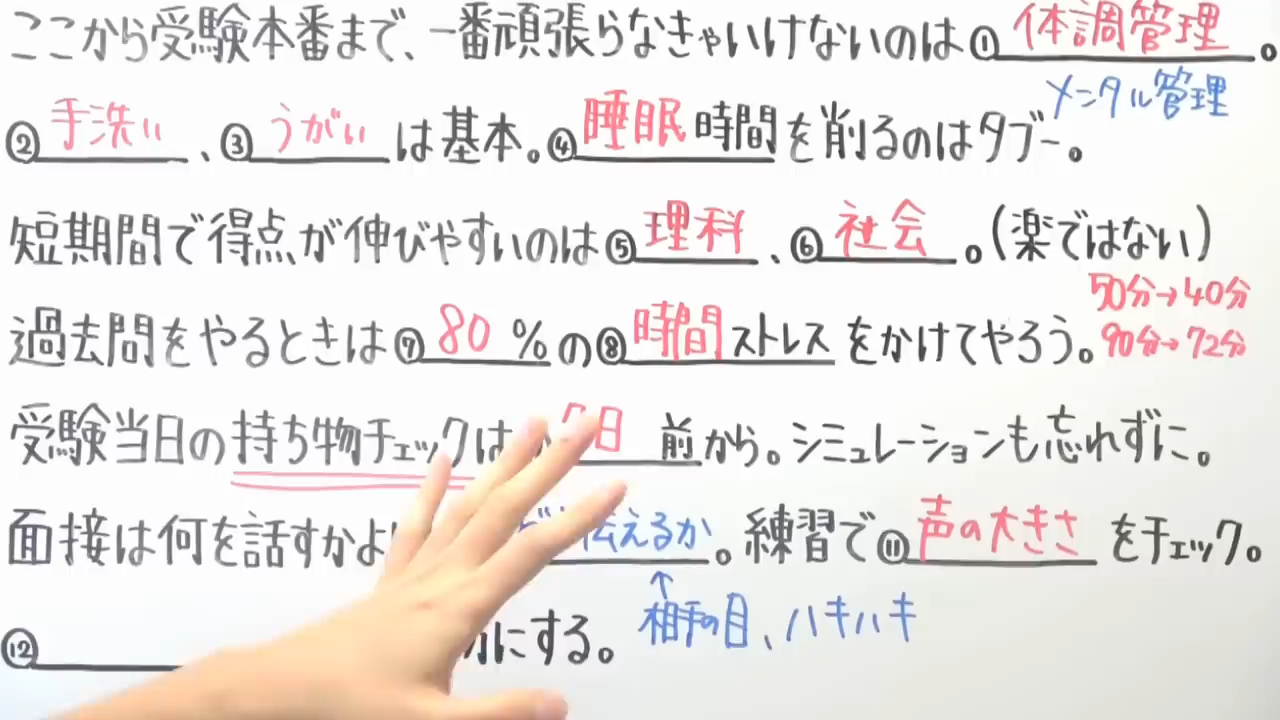 ここから受験本番まで、一番頑張らなきゃいけないのは①体調管理。
メンタル管理
②手洗い、③うがいは基本。④睡眠時間を削るのはタブー。
短期間で得点が伸びやすいのは⑤理科、⑥社会。(楽ではない)
過去問をやるときは⑦80%の⑧時間ストレスをかけてやろう。
50分→40分
90分→72分
受験当日の持ち物チェックは 日前から。シミュレーションも忘れずに。
面接は何を話すかよ 伝えるか。練習で⑪声の大きさをチェック。
↑
相手の目、ハキハキ
⑫ にする。